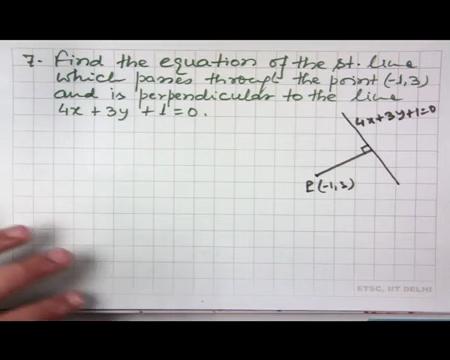 7. Find the equation of the st. line
which passes through the point (-1,3)
and is perpendicular to the line
4x + 3y + 1 = 0.
4x+3y+1=0
P(-1,3)
ETSC, IIT DELHI